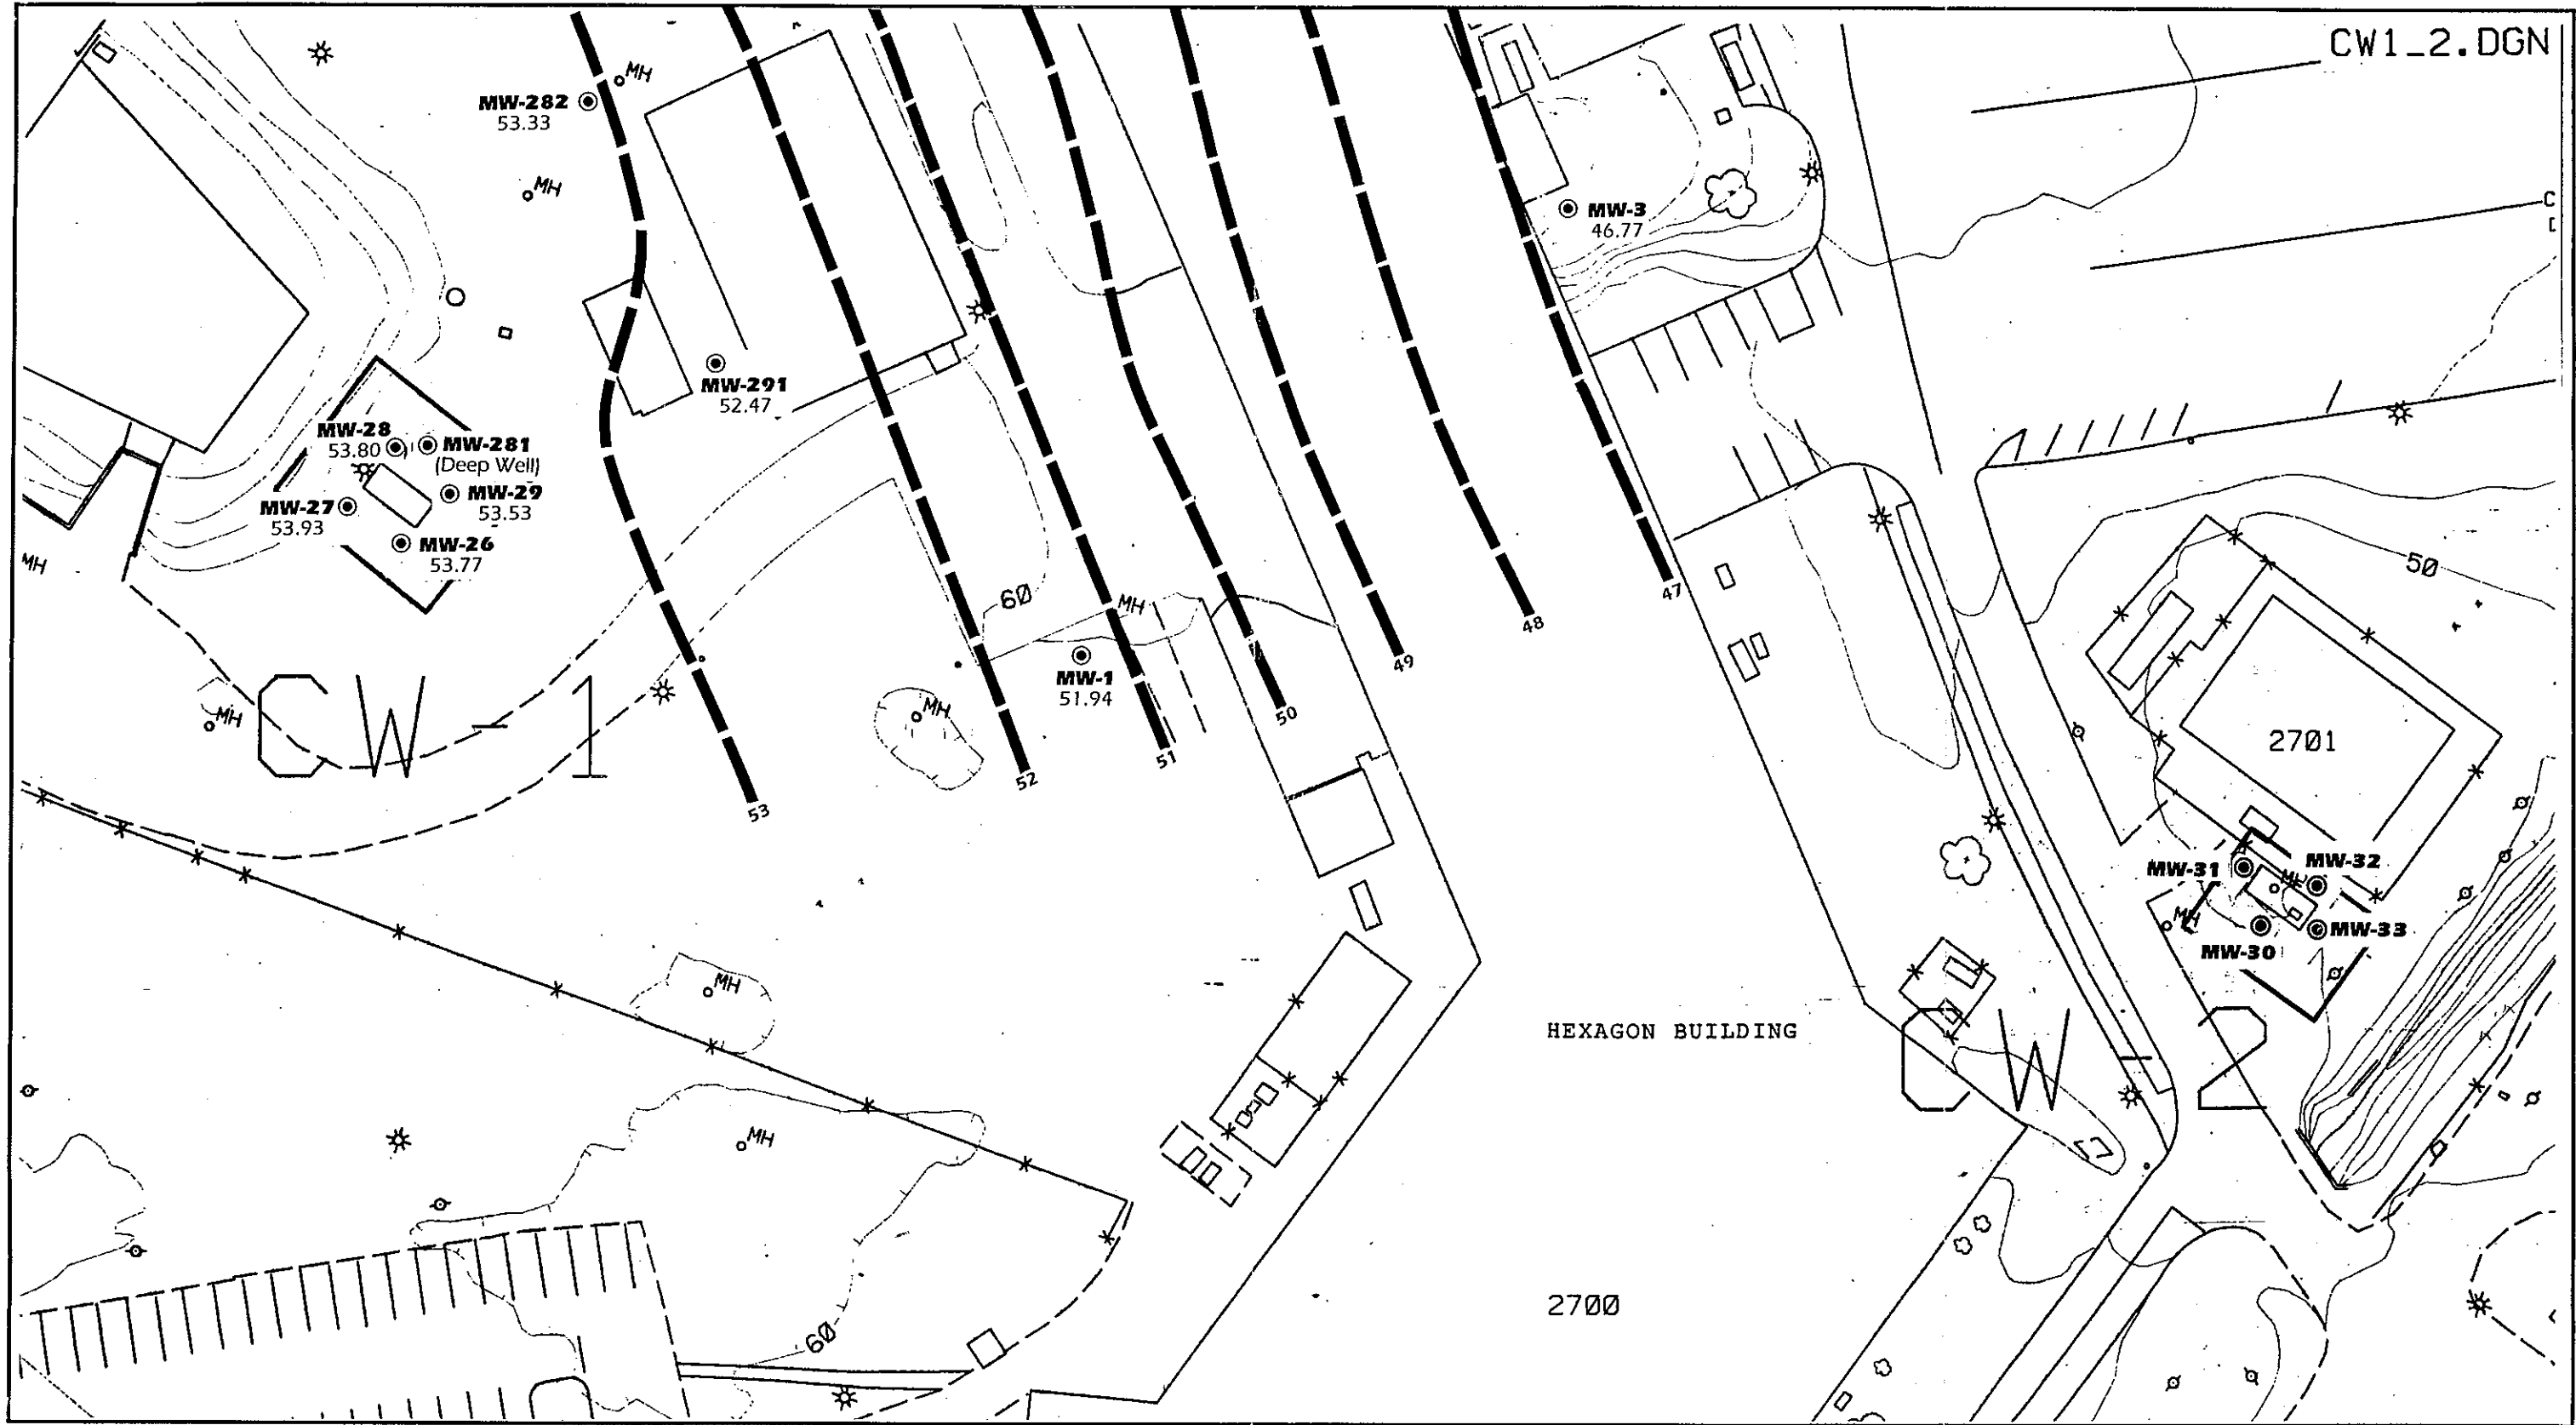 CW1_2.DGN
MH
MW-282
53.33
MH
MW-3
46.77
MW-291
52.47
MW-28
53.80
MW-281
(Deep Well)
MW-29
53.53
MW-27
53.93
MW-26
53.77
MH
50
60
MH
47
48
49
MW-1
51.94
CW-1
MH
MH
50
51
52
53
2701
MW-31
MW-32
MH
MW-33
MW-30
MH
HEXAGON BUILDING
CW-2
MH
2700
60